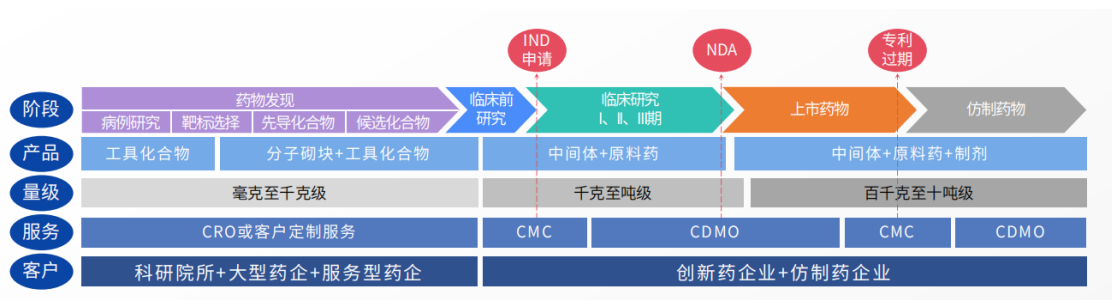 IND
申请
NDA
专利
过期
阶段
药物发现
病例研究
靶标选择
先导化合物
候选化合物
临床前
研究
临床研究
I、II、III期
上市药物
仿制药物
产品
工具化合物
分子砌块+工具化合物
中间体+原料药
中间体+原料药+制剂
量级
毫克至千克级
千克至吨级
百千克至十吨级
服务
CRO或客户定制服务
CMC
CDMO
CMC
CDMO
客户
科研院所+大型药企+服务型药企
创新药企业+仿制药企业